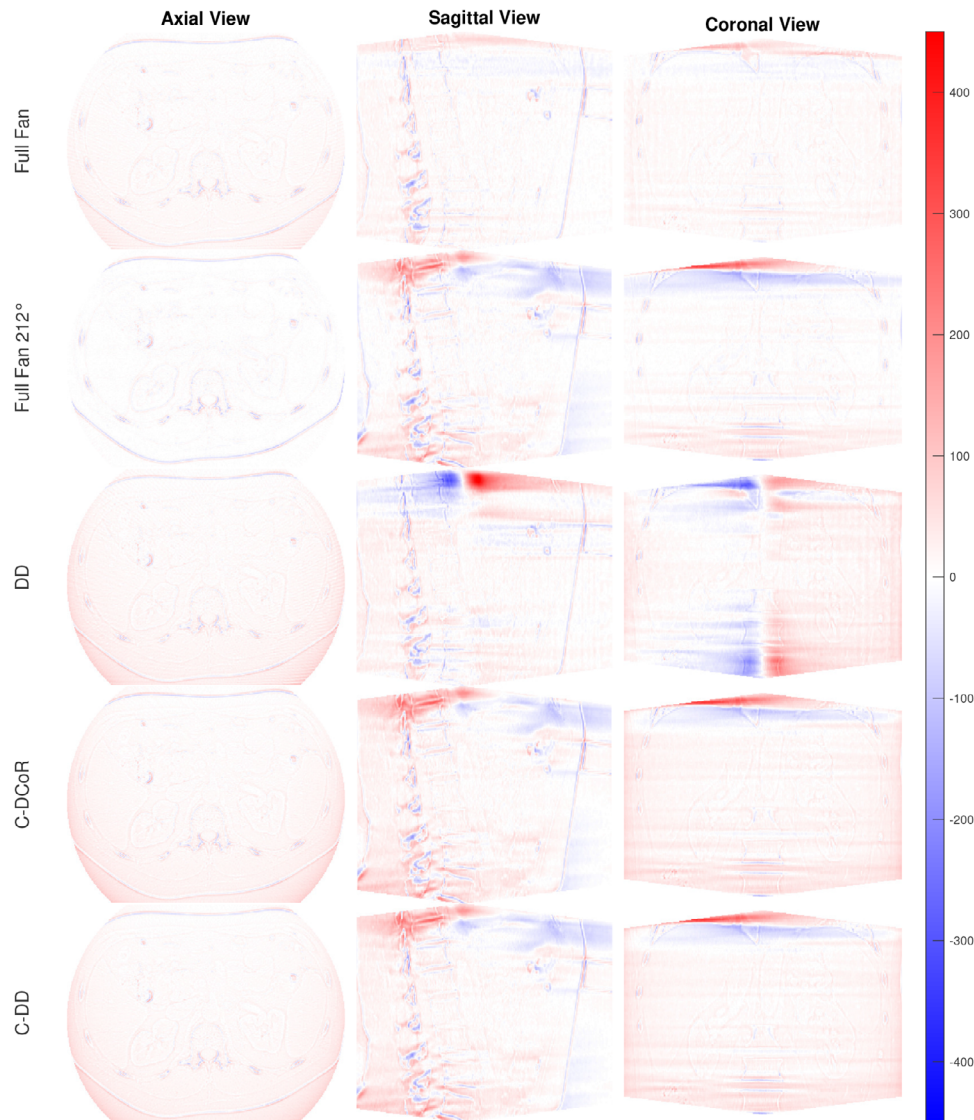 Axial View
Sagittal View
Coronal View
Full Fan
Full Fan 212°
DD
C-DCoR
C-DD
400
300
200
100
0
-100
-200
-300
-400